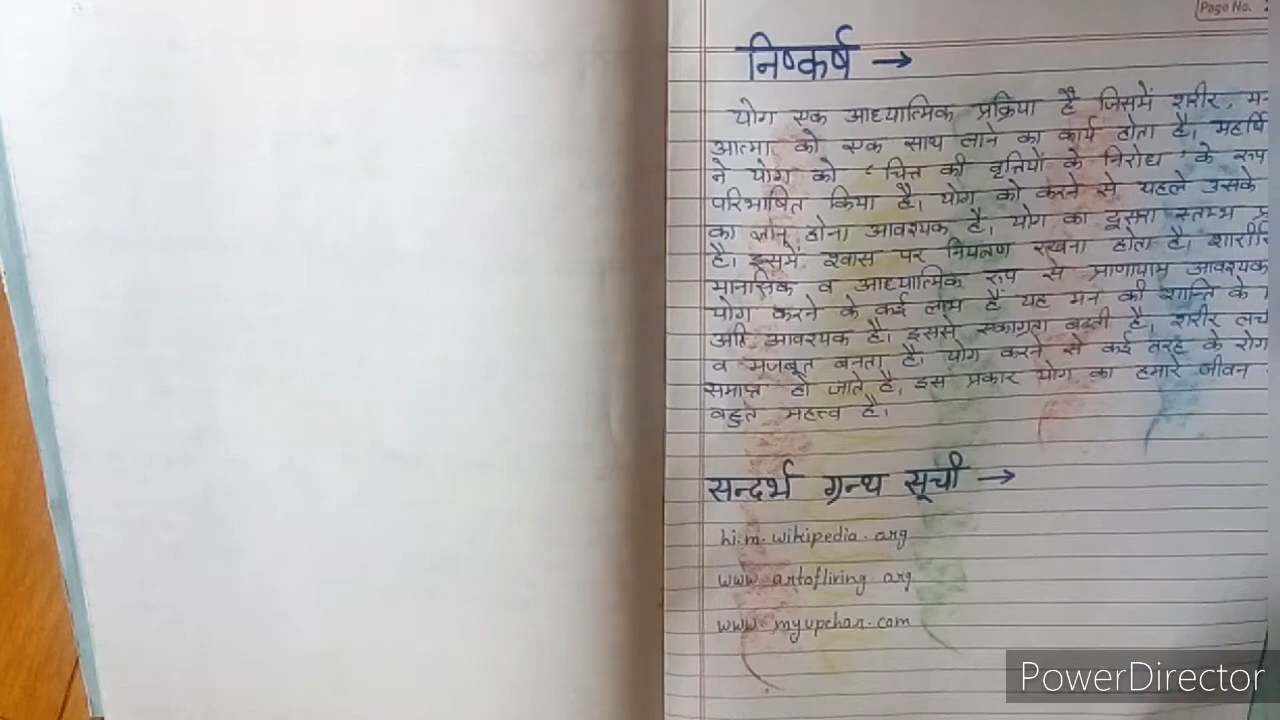 Page No.
निष्कर्ष →
योग एक आध्यात्मिक प्रक्रिया है जिसमें शरीर, मन
आत्मा को एक साथ लाने का कार्य होता है। महर्षि
ने योग को 'चित्त की वृत्तियों के निरोध' के रूप
परिभाषित किया है। योग को करने से पहले उसके
का होना आवश्यक है। योग का दूसरा स्तम्भ
है। इसमें श्वास पर नियंत्रण रखना होता है।
मानसिक व आध्यात्मिक रूप से प्राणायाम आवश्यक
योग करने के कई लाभ हैं यह मन की शान्ति के
अति आवश्यक है। इससे एकाग्रता बढ़ती है, शरीर
व मजबूत बनता है। योग करने से कई तरह के रोग
समाप्त हो जाते है, इस प्रकार योग का हमारे जीवन
बहुत महत्त्व है।
सन्दर्भ ग्रन्थ सूची →
hi.m.wikipedia.org
www.artofliving.org
www.myupchar.com
PowerDirector